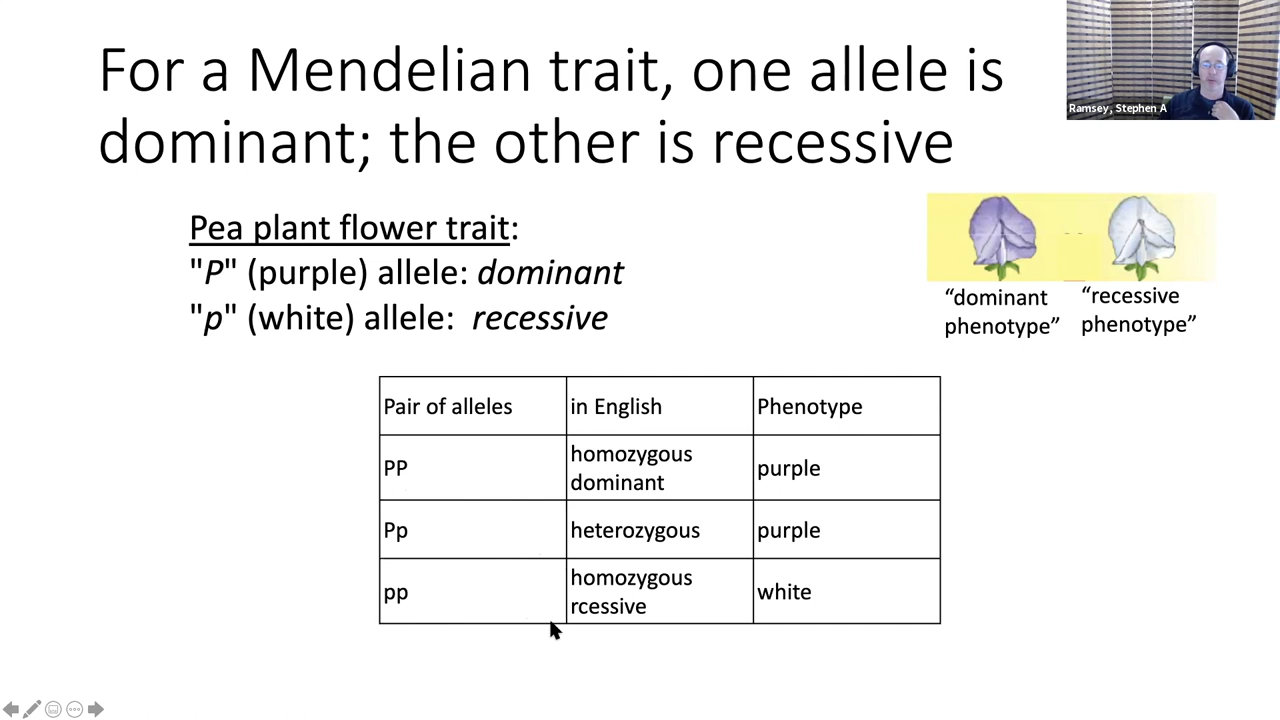 For a Mendelian trait, one allele is
dominant; the other is recessive
Ramsey, Stephen A
Pea plant flower trait:
"P" (purple) allele: dominant
"p" (white) allele: recessive
“dominant
phenotype”
“recessive
phenotype”
Pair of alleles
in English
Phenotype
PP
homozygous
dominant
purple
Pp
heterozygous
purple
pp
homozygous
rcessive
white